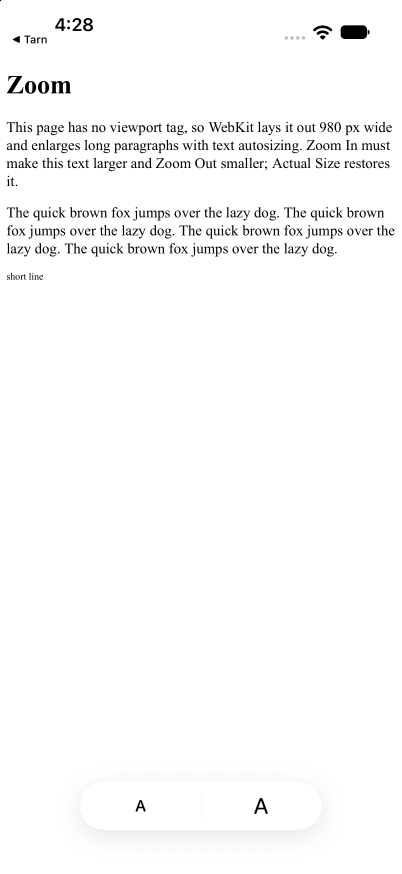 4:28
◀ Tarn
Zoom
This page has no viewport tag, so WebKit lays it out 980 px wide
and enlarges long paragraphs with text autosizing. Zoom In must
make this text larger and Zoom Out smaller; Actual Size restores
it.
The quick brown fox jumps over the lazy dog. The quick brown
fox jumps over the lazy dog. The quick brown fox jumps over the
lazy dog. The quick brown fox jumps over the lazy dog.
short line
A A